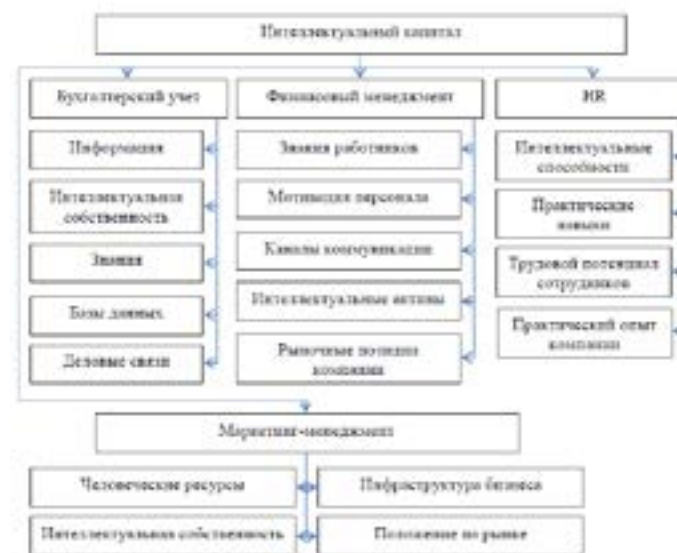 Интеллектуальный капитал
Бухгалтерский учет
Финансовый менеджмент
HR
Информация
Интеллектуальная
собственность
Знания
Базы данных
Деловые связи
Знания работников
Мотивация персонала
Каналы коммуникации
Интеллектуальные активы
Рыночные позиции
компании
Интеллектуальные
способности
Практические
навыки
Трудовой потенциал
сотрудников
Практический опыт
компании
Маркетинг-менеджмент
Человеческие ресурсы
Инфраструктура бизнеса
Интеллектуальная собственность
Положение на рынке